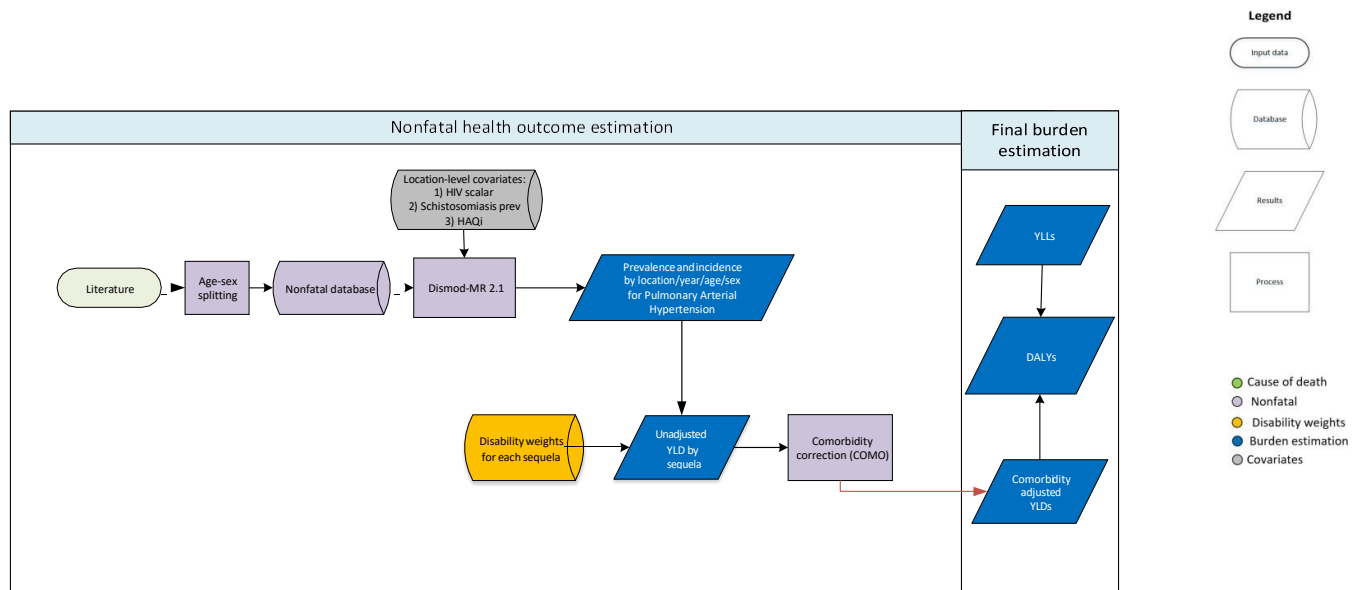 Legend
Input data
Database
Results
Process
Cause of death
Nonfatal
Disability weights
Burden estimation
Covariates
Nonfatal health outcome estimation
Final burden
estimation
Location-level covariates:
1) HIV scalar
2) Schistosomiasis prev
3) HAQi
Literature
Age-sex
splitting
Nonfatal database
Dismod-MR 2.1
Prevalence and incidence
by location/year/age/sex
for Pulmonary Arterial
Hypertension
Disability weights
for each sequela
Unadjusted
YLD by
sequela
Comorbidity
correction (COMO)
YLLs
DALYs
Comorbidity
adjusted
YLDs